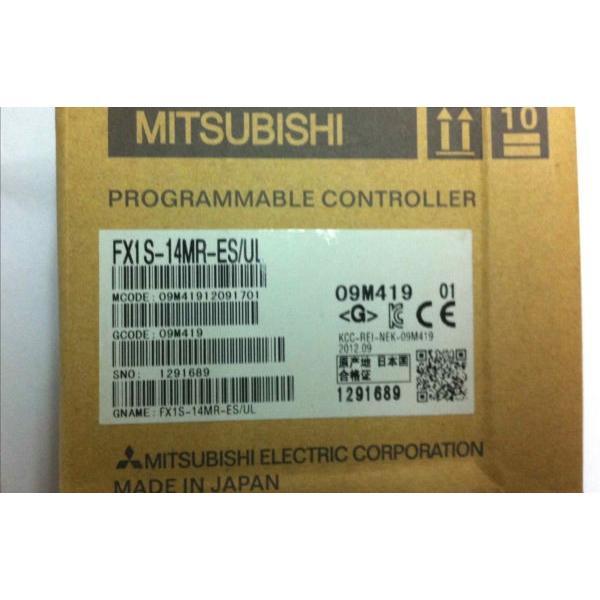 MITSUBISHI
10
PROGRAMMABLE CONTROLLER
FX1S-14MR-ES/UL
MCODE: 09M41912091701
09M419 01
<G>
GCODE: 09M419
KCC-REI-NEK-09M419
2012.09
SNO: 1291689
原産地 日本国
合格证
1291689
GNAME: FX1S-14MR-ES/UL
MITSUBISHI ELECTRIC CORPORATION
MADE IN JAPAN